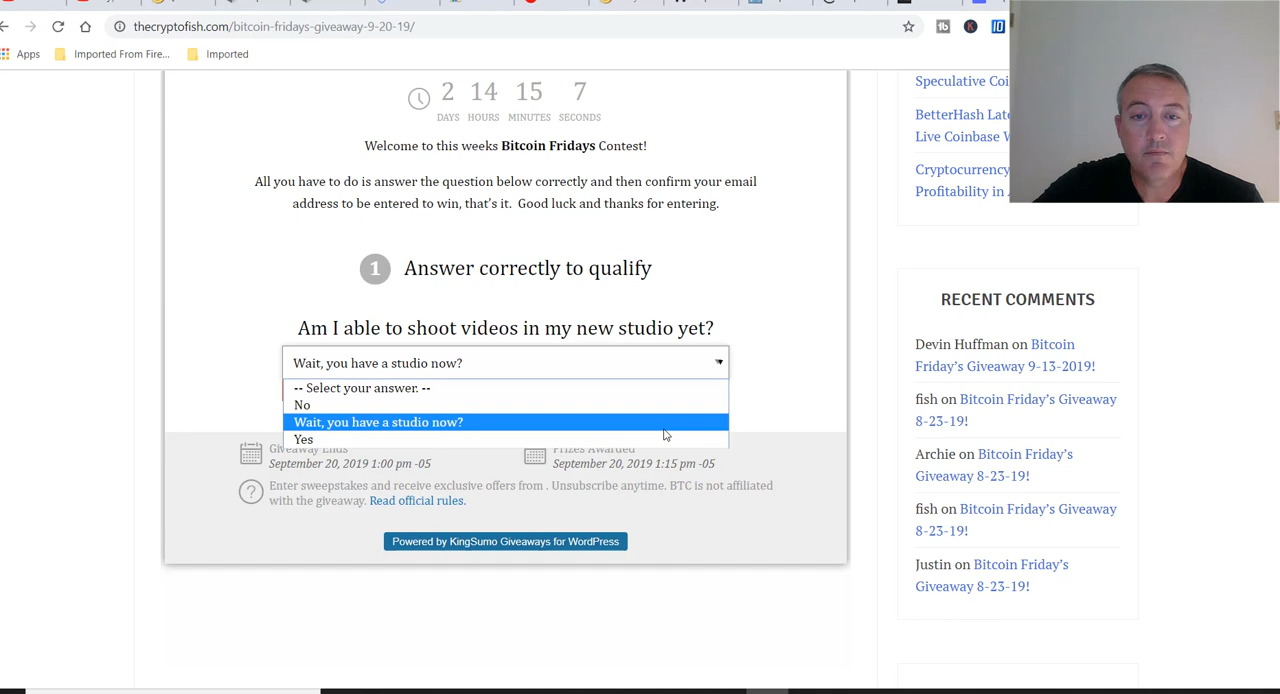 thecryptofish.com/bitcoin-fridays-giveaway-9-20-19/
Apps
Imported From Fire...
Imported
2 14 15 7
DAYS HOURS MINUTES SECONDS
Welcome to this weeks Bitcoin Fridays Contest!
All you have to do is answer the question below correctly and then confirm your email
address to be entered to win, that's it. Good luck and thanks for entering.
1 Answer correctly to qualify
Am I able to shoot videos in my new studio yet?
Wait, you have a studio now?
-- Select your answer. --
No
Wait, you have a studio now?
Yes
Giveaway Ends
September 20, 2019 1:00 pm -05
Prizes Awarded
September 20, 2019 1:15 pm -05
? Enter sweepstakes and receive exclusive offers from . Unsubscribe anytime. BTC is not affiliated
with the giveaway. Read official rules.
Powered by KingSumo Giveaways for WordPress
Speculative Coi
BetterHash Late
Live Coinbase W
Cryptocurrency
Profitability in
RECENT COMMENTS
Devin Huffman on Bitcoin
Friday's Giveaway 9-13-2019!
fish on Bitcoin Friday's Giveaway
8-23-19!
Archie on Bitcoin Friday's
Giveaway 8-23-19!
fish on Bitcoin Friday's Giveaway
8-23-19!
Justin on Bitcoin Friday's
Giveaway 8-23-19!